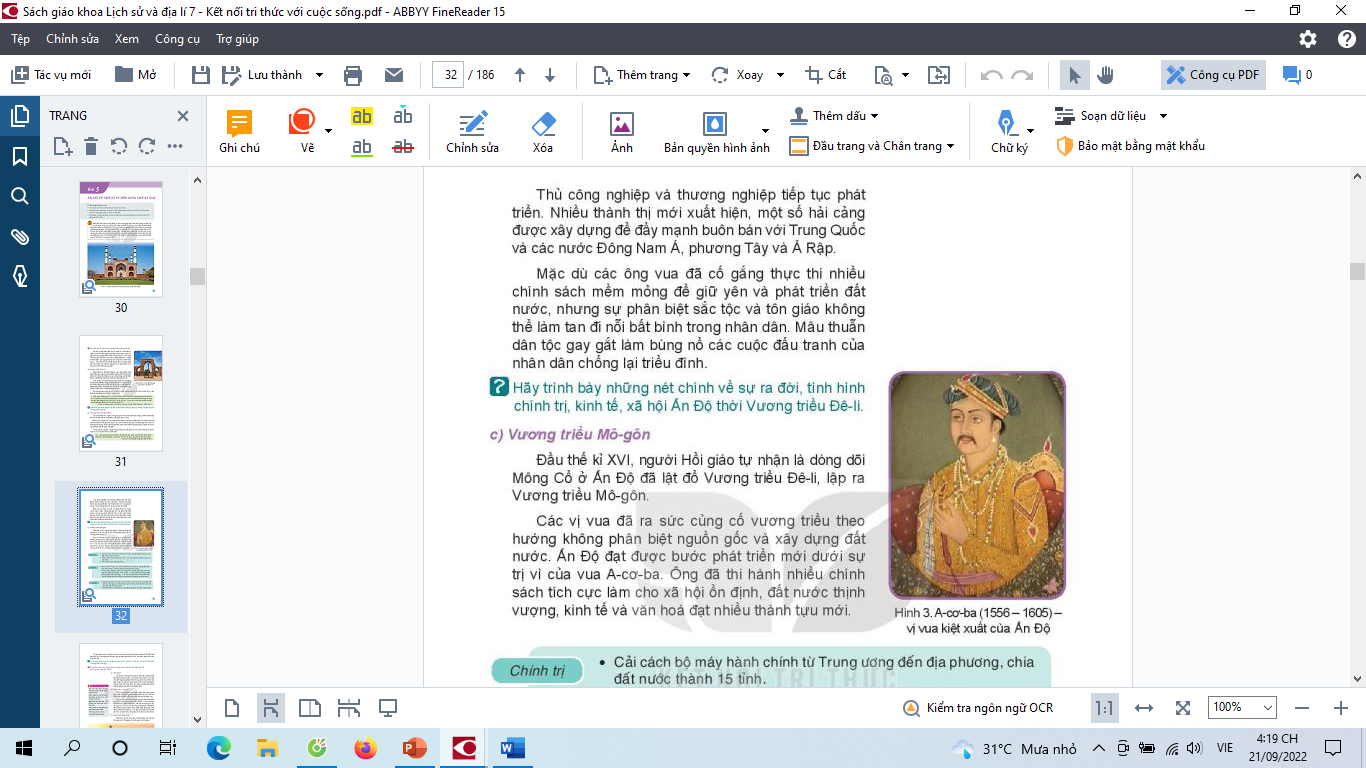 Sách giáo khoa Lịch sử và địa lí 7 - Kết nối tri thức với cuộc sống.pdf - ABBYY FineReader 15
Tệp Chỉnh sửa Xem Công cụ Trợ giúp
Tác vụ mới Mở Lưu thành 32 / 186 Thêm trang Xoay Cắt Công cụ PDF 0
TRANG
Ghi chú Vẽ Chỉnh sửa Xóa Ảnh Bản quyền hình ảnh Thêm dấu Đầu trang và Chân trang Chữ ký Soạn dữ liệu Bảo mật bằng mật khẩu
30
31
32
Thủ công nghiệp và thương nghiệp tiếp tục phát
triển. Nhiều thành thị mới xuất hiện, một số hải cảng
được xây dựng để đẩy mạnh buôn bán với Trung Quốc
và các nước Đông Nam Á, phương Tây và Ả Rập.
Mặc dù các ông vua đã cố gắng thực thi nhiều
chính sách mềm mỏng để giữ yên và phát triển đất
nước, nhưng sự phân biệt sắc tộc và tôn giáo không
thể làm tan đi nỗi bất bình trong nhân dân. Mâu thuẫn
dân tộc gay gắt làm bùng nổ các cuộc đấu tranh của
nhân dân chống lại triều đình.
? Hãy trình bày những nét chính về sự ra đời, tình hình
chính trị, kinh tế, xã hội Ấn Độ thời Vương triều Đê-li.
c) Vương triều Mô-gôn
Đầu thế kỉ XVI, người Hồi giáo tự nhận là dòng dõi
Mông Cổ ở Ấn Độ đã lật đổ Vương triều Đê-li, lập ra
Vương triều Mô-gôn.
Các vị vua đã ra sức củng cố vương triều theo
hướng không phân biệt nguồn gốc và xây dựng đất
nước. Ấn Độ đạt được bước phát triển mới dưới sự
trị vì của vua A-cơ-ba. Ông đã thi hành nhiều chính
sách tích cực làm cho xã hội ổn định, đất nước thịnh
vượng, kinh tế và văn hoá đạt nhiều thành tựu mới.
Hình 3. A-cơ-ba (1556 – 1605) –
vị vua kiệt xuất của Ấn Độ
Chính trị
• Cải cách bộ máy hành chính từ Trung ương đến địa phương, chia
đất nước thành 15 tỉnh.
Kiểm tra ngôn ngữ OCR 1:1 100%
31°C Mưa nhỏ VIE 4:19 CH
21/09/2022